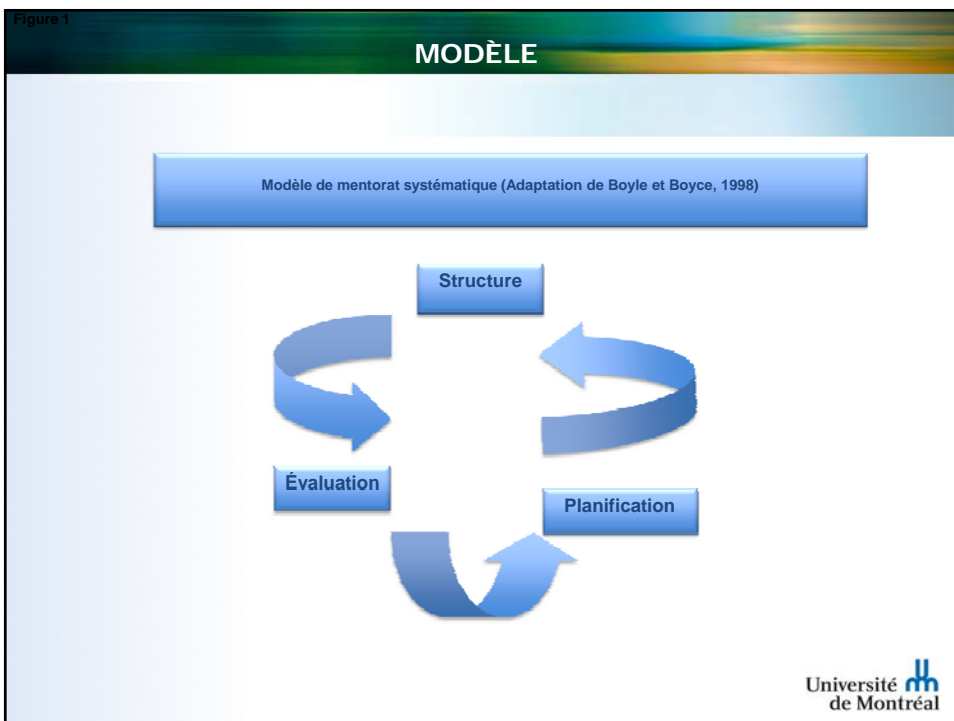 Figure 1
MODÈLE
Modèle de mentorat systématique (Adaptation de Boyle et Boyce, 1998)
Structure
Évaluation
Planification
Université
de Montréal